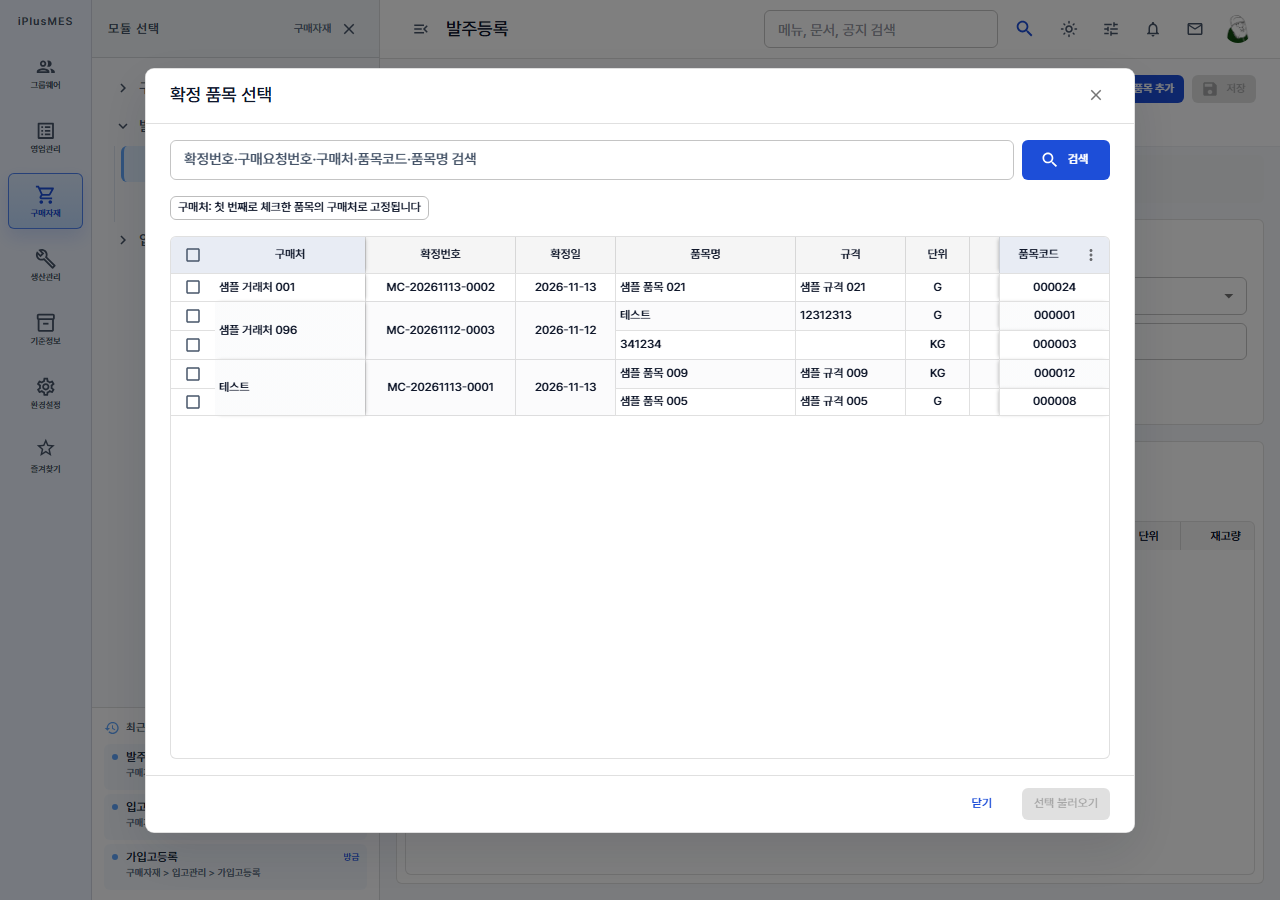 iPlusMES
모듈 선택
구매자재
발주등록
메뉴, 문서, 공지 검색
그룹웨어
영업관리
구매자재
생산관리
기준정보
환경설정
즐겨찾기
품목 추가
저장
확정 품목 선택
확정번호·구매요청번호·구매처·품목코드·품목명 검색
검색
구매처: 첫 번째로 체크한 품목의 구매처로 고정됩니다
구매처 확정번호 확정일 품목명 규격 단위 품목코드
샘플 거래처 001 MC-20261113-0002 2026-11-13 샘플 품목 021 샘플 규격 021 G 000024
샘플 거래처 096 MC-20261112-0003 2026-11-12 테스트 12312313 G 000001
341234 KG 000003
테스트 MC-20261113-0001 2026-11-13 샘플 품목 009 샘플 규격 009 KG 000012
샘플 품목 005 샘플 규격 005 G 000008
단위 재고량
닫기
선택 불러오기
최근
발주
구매
입고
구매
가입고등록 방금
구매자재 > 입고관리 > 가입고등록